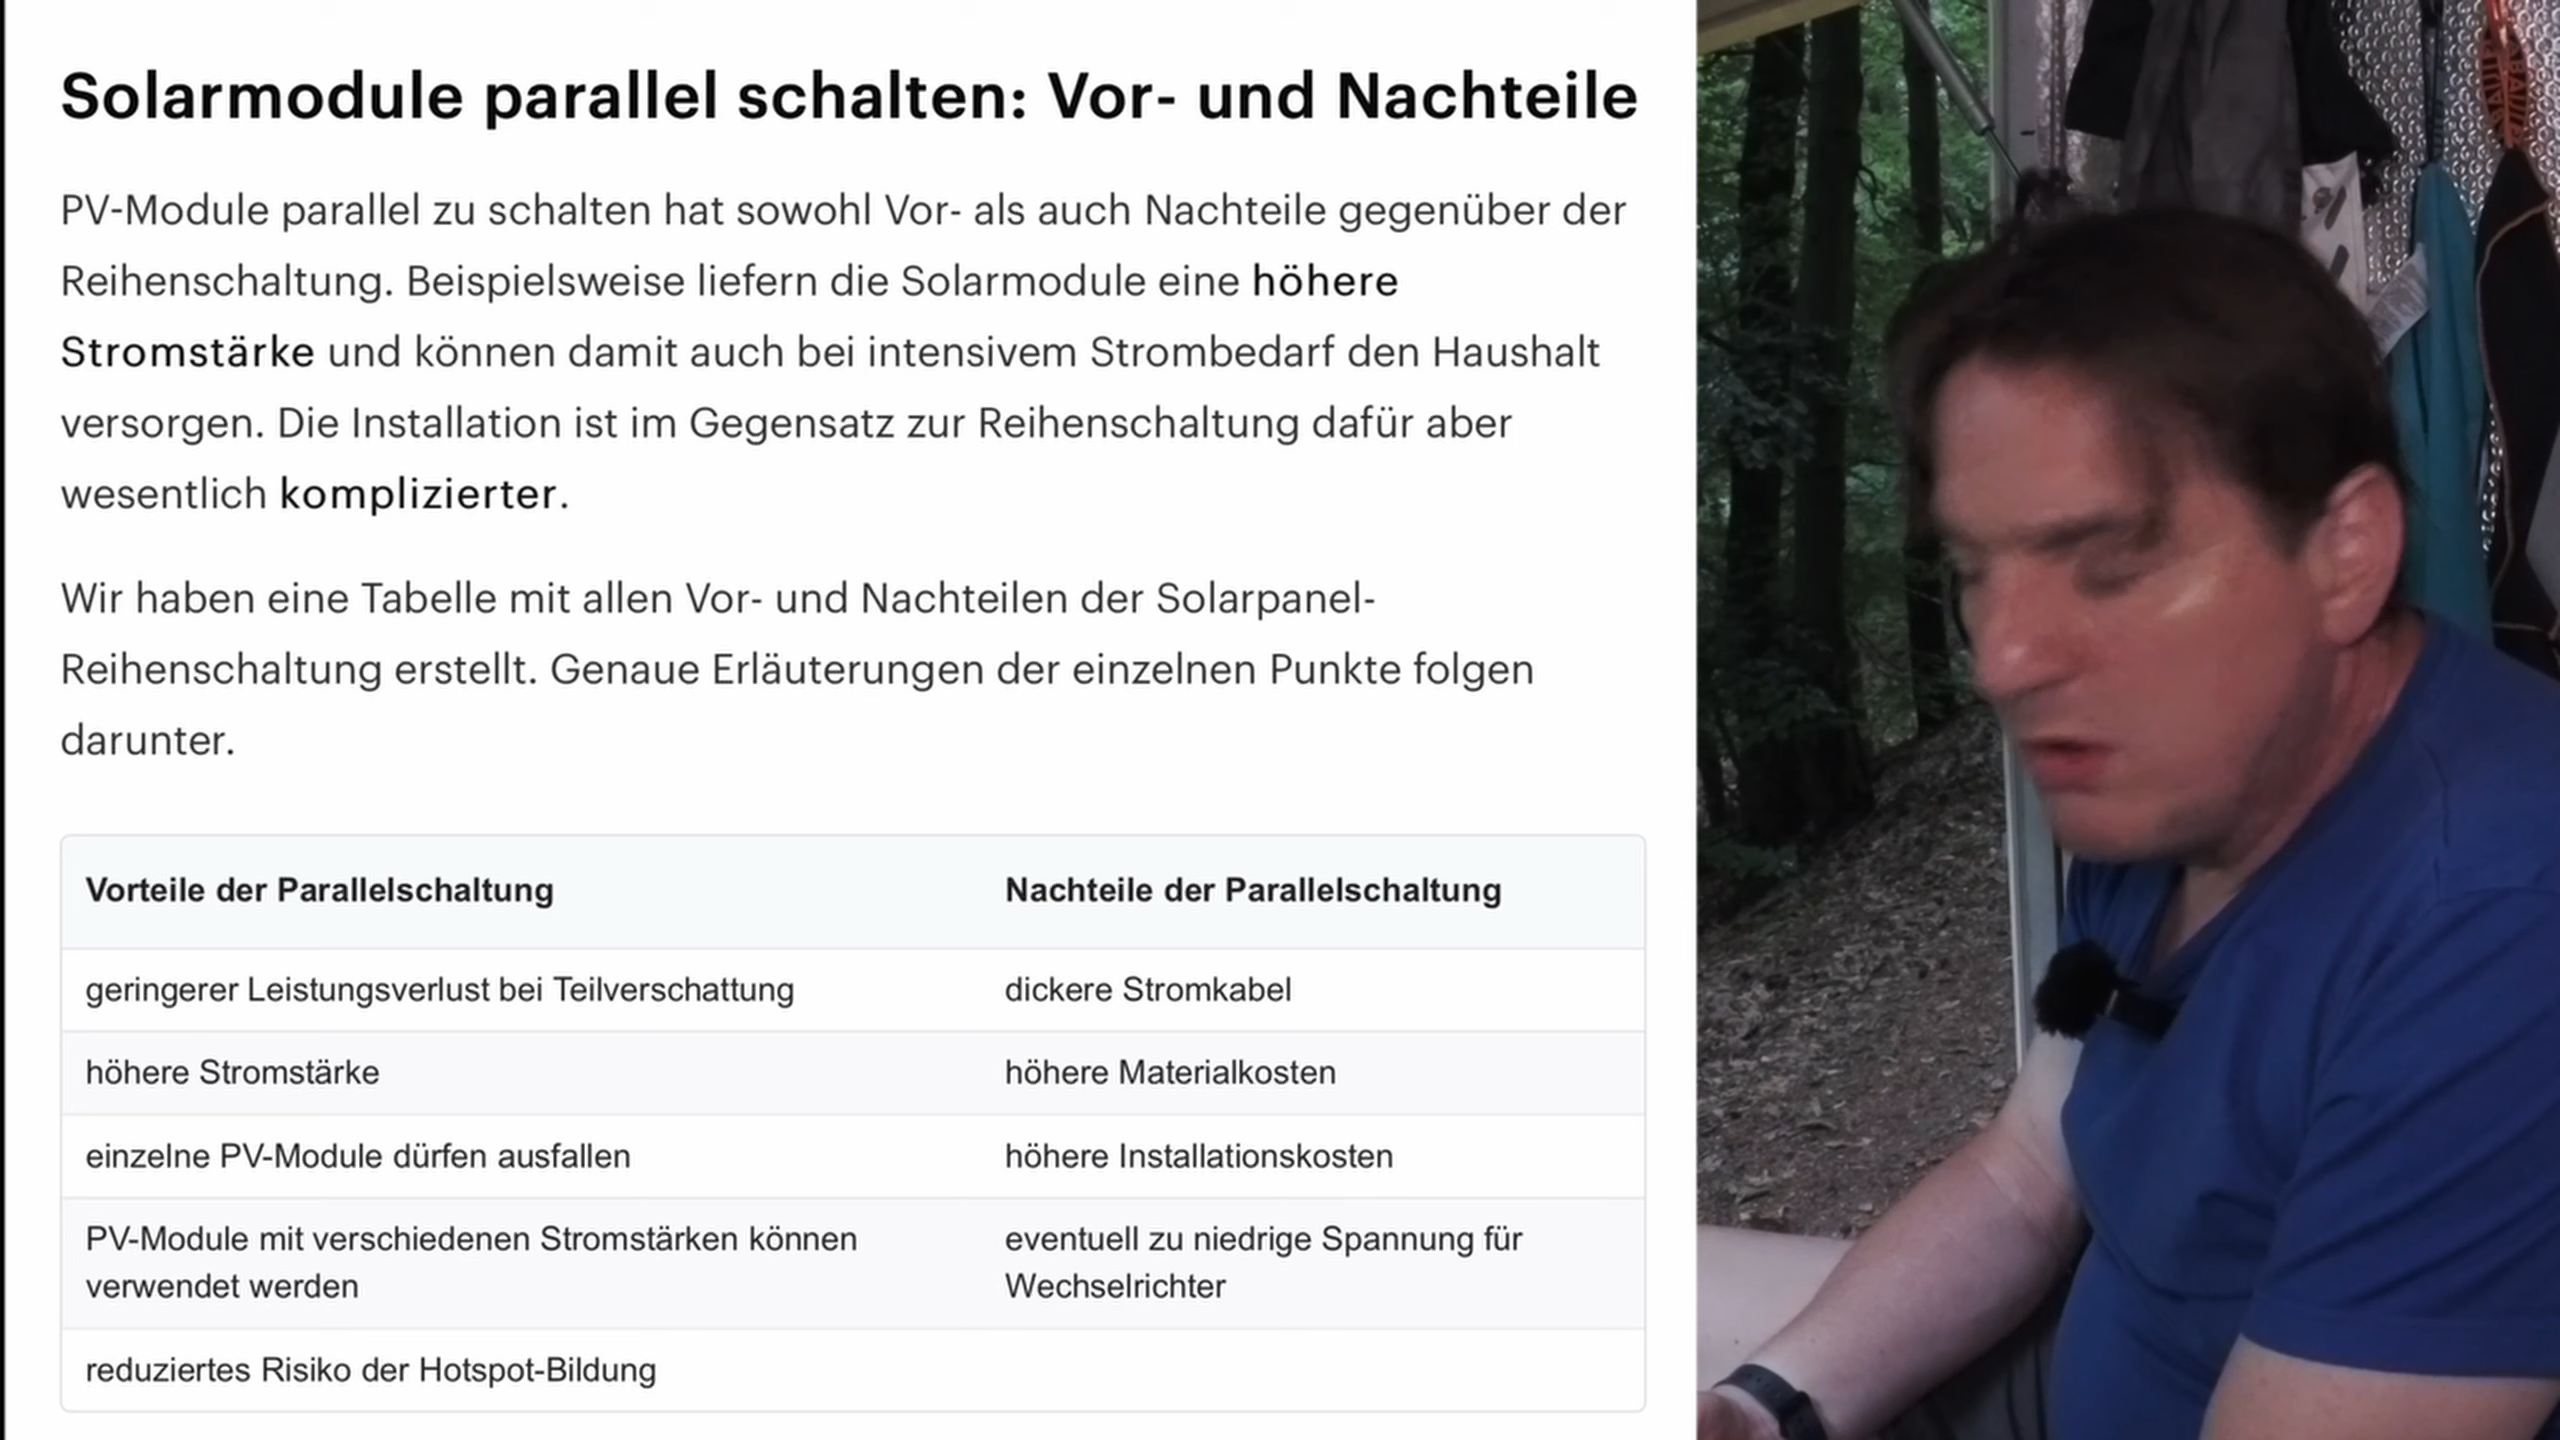 Solarmodule parallel schalten: Vor- und Nachteile
PV-Module parallel zu schalten hat sowohl Vor- als auch Nachteile gegenüber der
Reihenschaltung. Beispielsweise liefern die Solarmodule eine höhere
Stromstärke und können damit auch bei intensivem Strombedarf den Haushalt
versorgen. Die Installation ist im Gegensatz zur Reihenschaltung dafür aber
wesentlich komplizierter.
Wir haben eine Tabelle mit allen Vor- und Nachteilen der Solarpanel-
Reihenschaltung erstellt. Genaue Erläuterungen der einzelnen Punkte folgen
darunter.
Vorteile der Parallelschaltung
Nachteile der Parallelschaltung
geringerer Leistungsverlust bei Teilverschattung
dickere Stromkabel
höhere Stromstärke
höhere Materialkosten
einzelne PV-Module dürfen ausfallen
höhere Installationskosten
PV-Module mit verschiedenen Stromstärken können
verwendet werden
eventuell zu niedrige Spannung für
Wechselrichter
reduziertes Risiko der Hotspot-Bildung